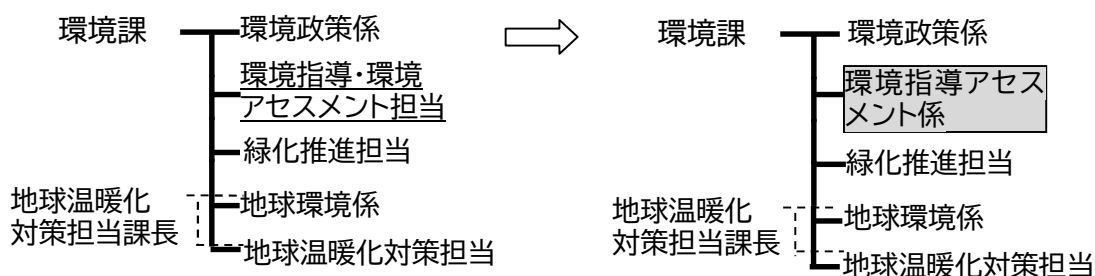 環境課
環境政策係
環境指導・環境
アセスメント担当
緑化推進担当
地球温暖化
対策担当課長
地球環境係
地球温暖化対策担当
環境課
環境政策係
環境指導アセス
メント係
緑化推進担当
地球温暖化
対策担当課長
地球環境係
地球温暖化対策担当